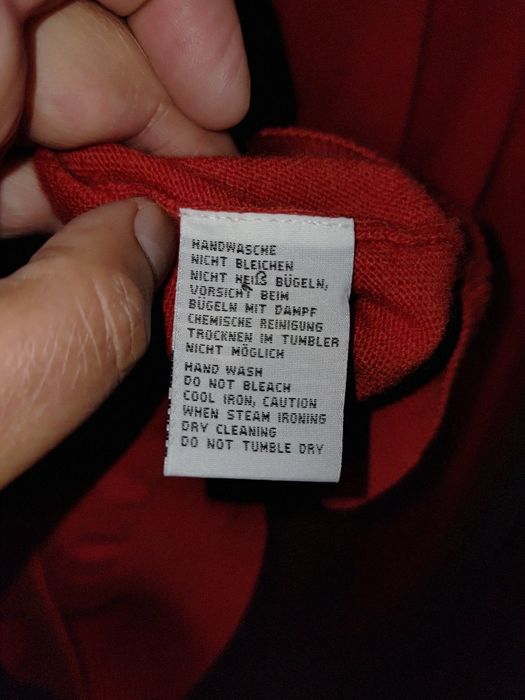 HANDWASCHE
NICHT BLEICHEN
NICHT HEIß BÜGELN,
VORSICHT BEIM
BÜGELN MIT DAMPF
CHEMISCHE REINIGUNG
TROCKNEN IM TUMBLER
NICHT MÖGLICH
HAND WASH
DO NOT BLEACH
COOL IRON, CAUTION
WHEN STEAM IRONING
DRY CLEANING
DO NOT TUMBLE DRY